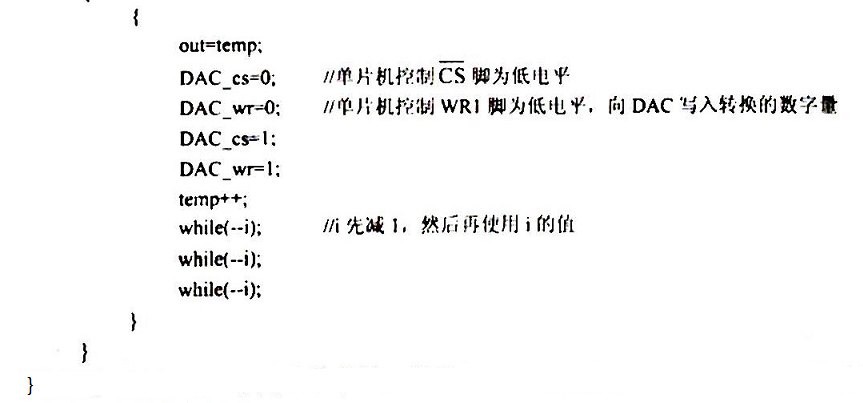 {
out=temp;
DAC_cs=0; //单片机控制 C̅S̅ 脚为低电平
DAC_wr=0; //单片机控制 WR1 脚为低电平，向 DAC 写入转换的数字量
DAC_cs=1;
DAC_wr=1;
temp++;
while(--i); //i 先减 1，然后再使用 i 的值
while(--i);
while(--i);
}
}
}